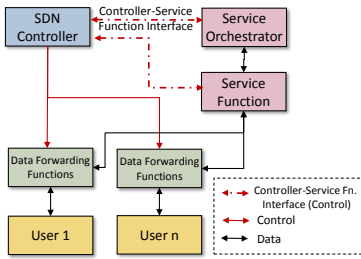 SDN
Controller
Controller-Service
Function Interface
Service
Orchestrator
Service
Function
Data Forwarding
Functions
Data Forwarding
Functions
User 1
User n
Controller-Service Fn.
Interface (Control)
Control
Data